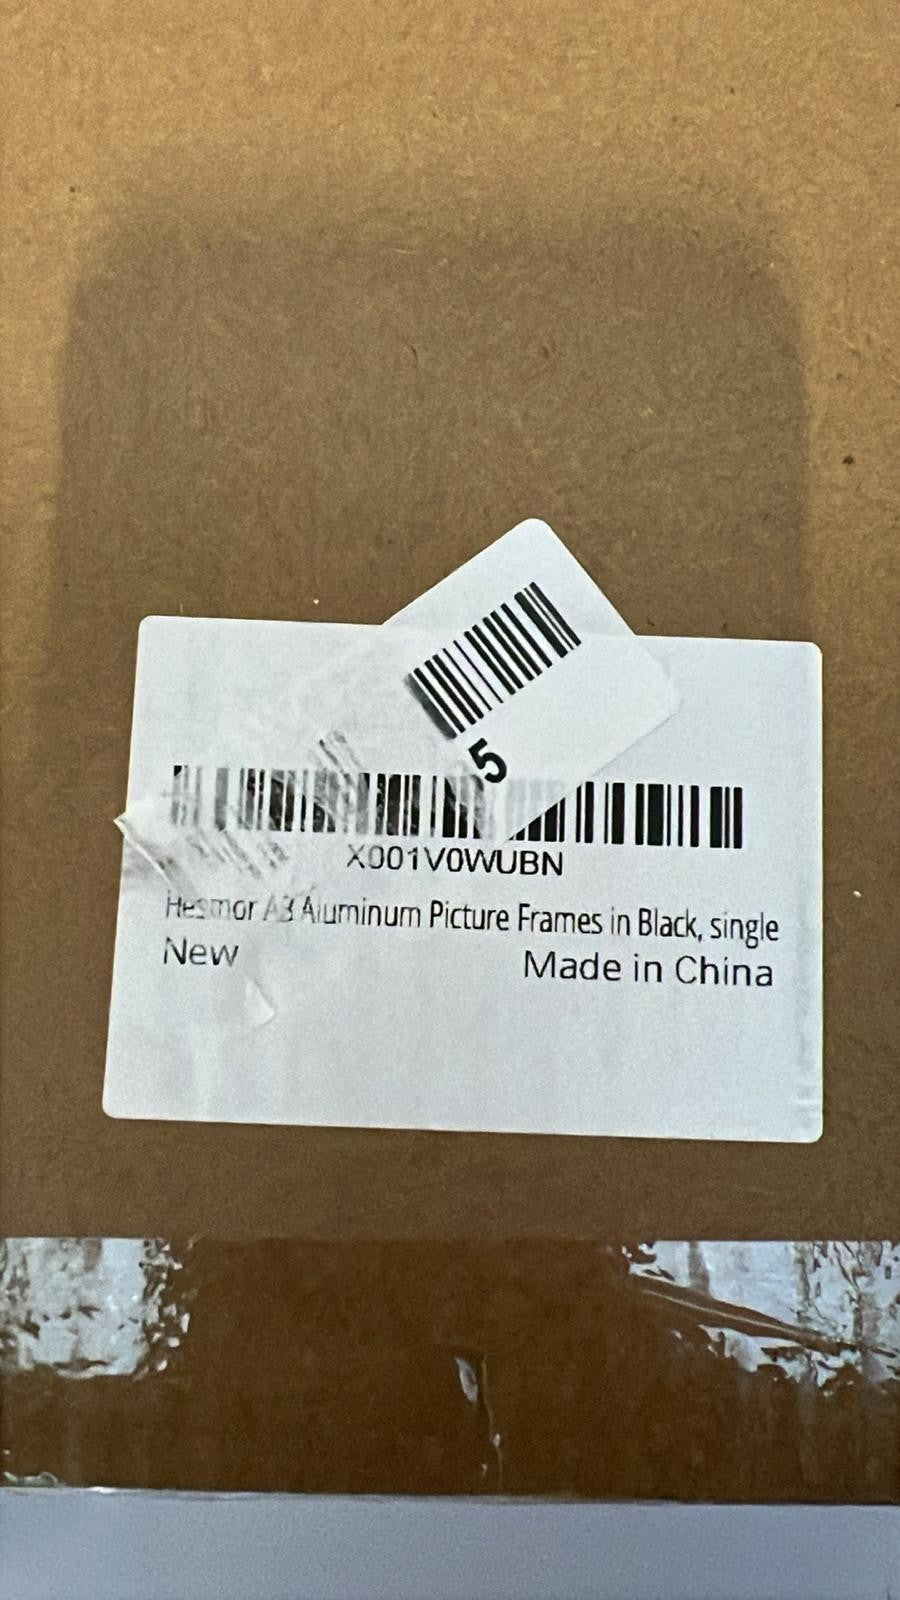 5
X001V0WUBN
Hesmor A3 Aluminum Picture Frames in Black, single
New
Made in China